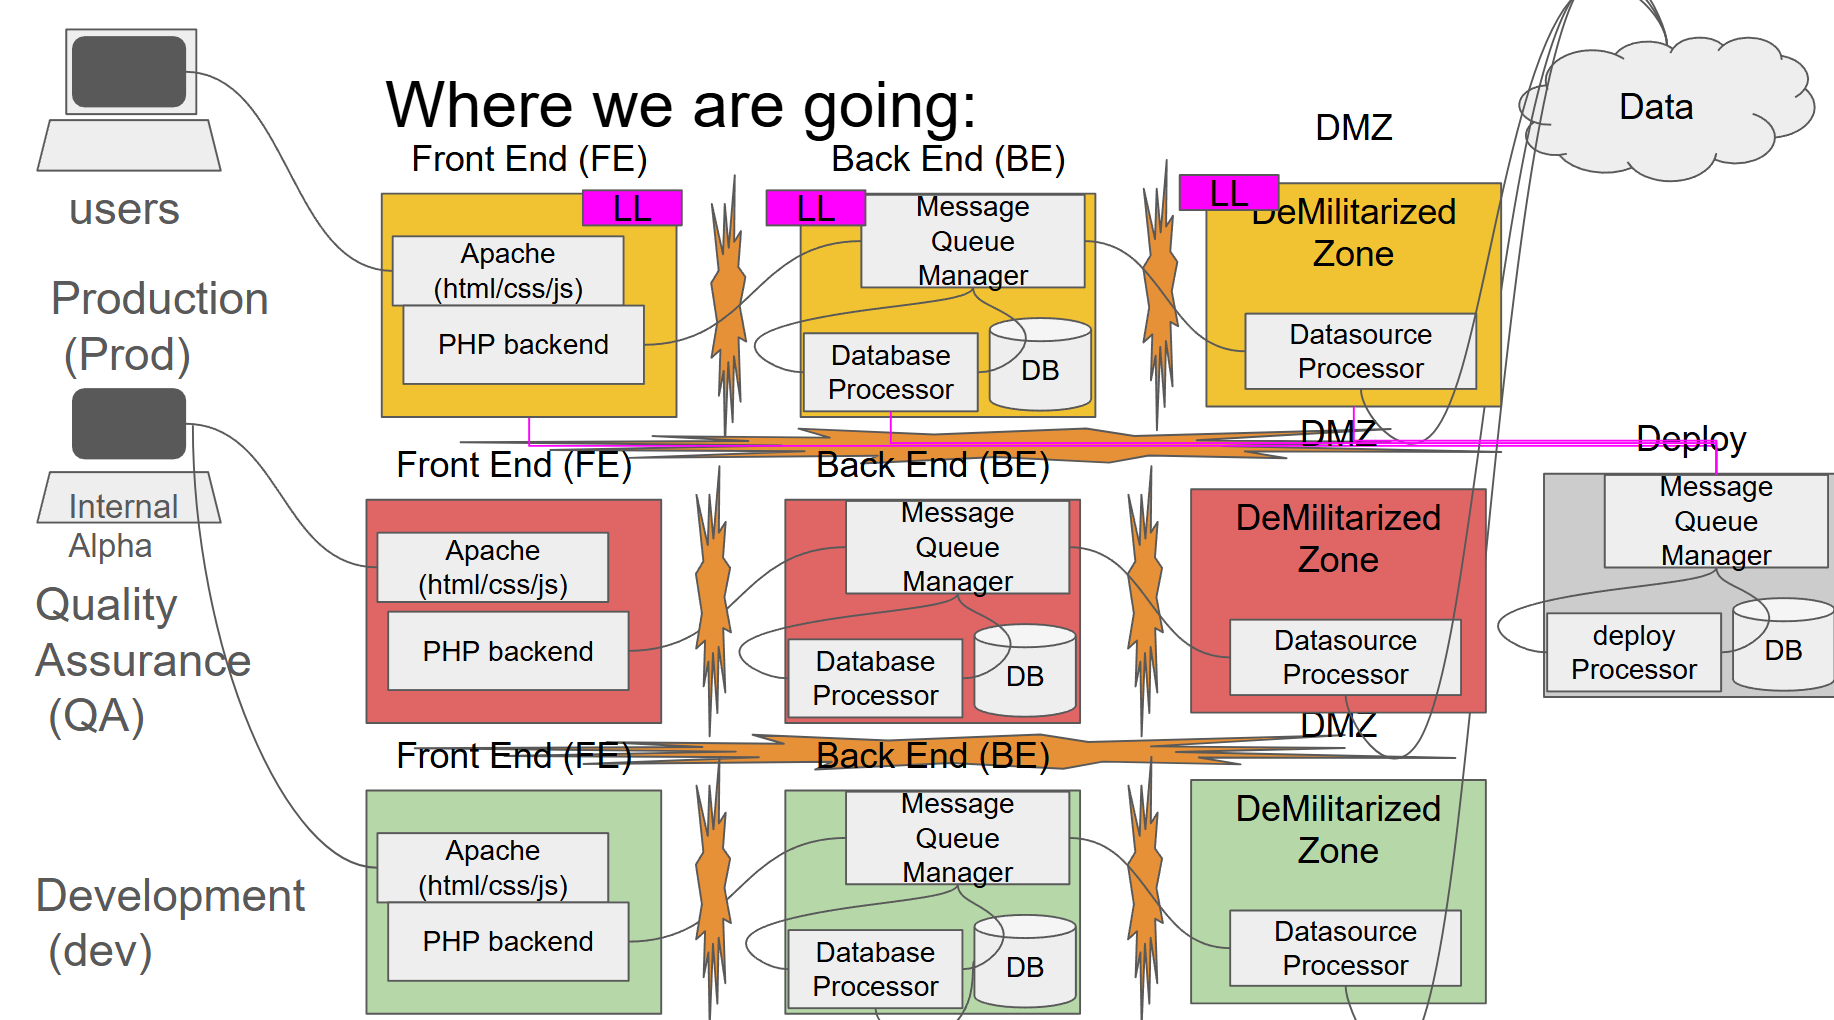 Where we are going:
users
Production
(Prod)
Front End (FE)
LL
Apache
(html/css/js)
PHP backend
Back End (BE)
LL
Message
Queue
Manager
Database
Processor
DB
DMZ
LL
DeMilitarized
Zone
Datasource
Processor
Data
Internal
Alpha
Quality
Assurance
(QA)
Front End (FE)
Apache
(html/css/js)
PHP backend
Back End (BE)
Message
Queue
Manager
Database
Processor
DB
DMZ
DeMilitarized
Zone
Datasource
Processor
Deploy
Message
Queue
Manager
deploy
Processor
DB
Development
(dev)
Front End (FE)
Apache
(html/css/js)
PHP backend
Back End (BE)
Message
Queue
Manager
Database
Processor
DB
DMZ
DeMilitarized
Zone
Datasource
Processor